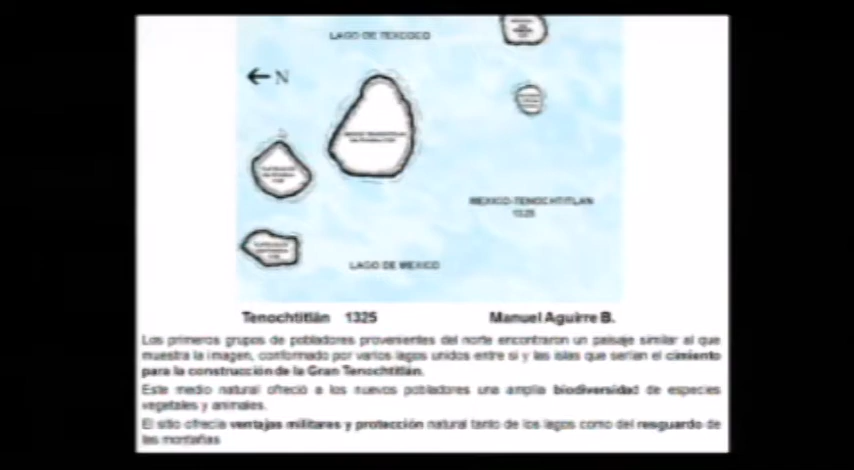 LAGO DE TEXCOCO
N
MEXICO-TENOCHTITLAN
1325
LAGO DE MEXICO
Tenochtitlán 1325 Manuel Aguirre B.
Los primeros grupos de pobladores provenientes del norte encontraron un paisaje similar al que
muestra la imagen, conformado por varios lagos unidos entre si y las islas que serían el cimiento
para la construcción de la Gran Tenochtitlán.
Este medio natural ofreció a los nuevos pobladores una amplia biodiversidad de especies
vegetales y animales.
El sitio ofrecía ventajas militares y protección natural tanto de los lagos como del resguardo de
las montañas